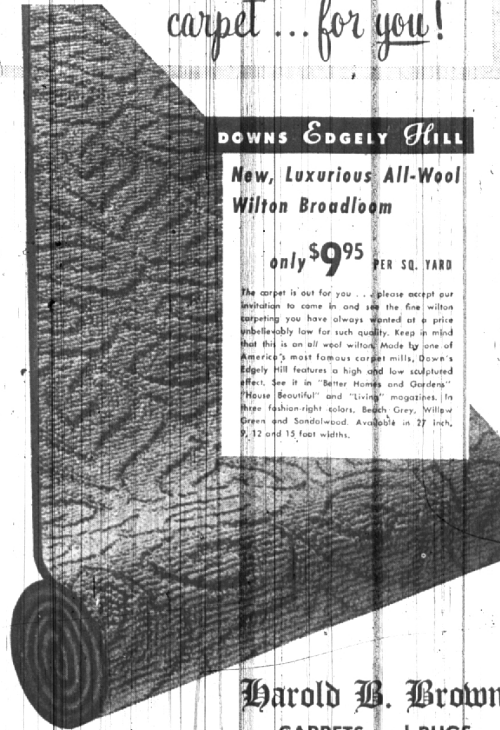 carpet ... for you!
DOWNS EDGELY HILL
New, Luxurious All-Wool
Wilton Broadloom
only $9.95 PER SQ. YARD
The carpet is out for you . . . please accept our
invitation to come in and see the fine wilton
carpeting you have always wanted at a price
unbelievably low for such quality. Keep in mind
that this is an all wool wilton. Made by one of
America's most famous carpet mills, Down's
Edgely Hill features a high and low sculptured
effect. See it in "Better Homes and Gardens"
"House Beautiful" and "Living" magazines. In
three fashion-right colors. Beach Grey, Willow
Green and Sandalwood. Available in 27 inch,
9, 12 and 15 foot widths.
Harold B. Brown
CARPETS